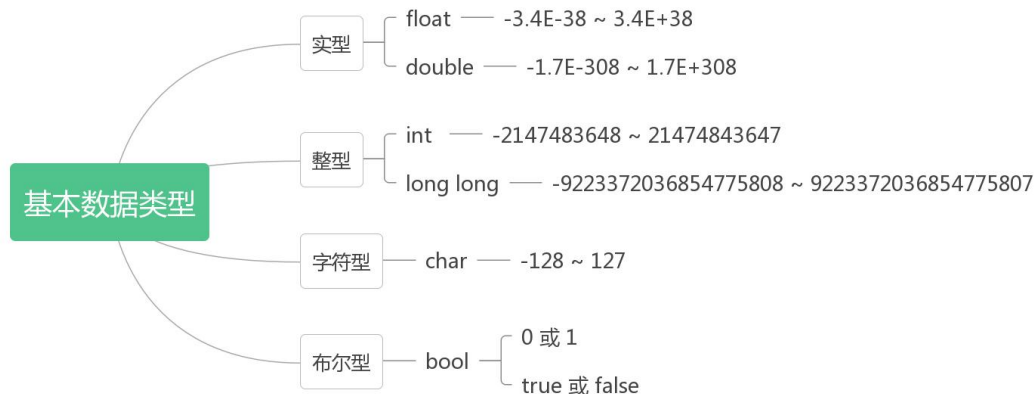 基本数据类型
实型
float
-3.4E-38 ~ 3.4E+38
double
-1.7E-308 ~ 1.7E+308
整型
int
-2147483648 ~ 21474843647
long long
-9223372036854775808 ~ 9223372036854775807
字符型
char
-128 ~ 127
布尔型
bool
0 或 1
true 或 false